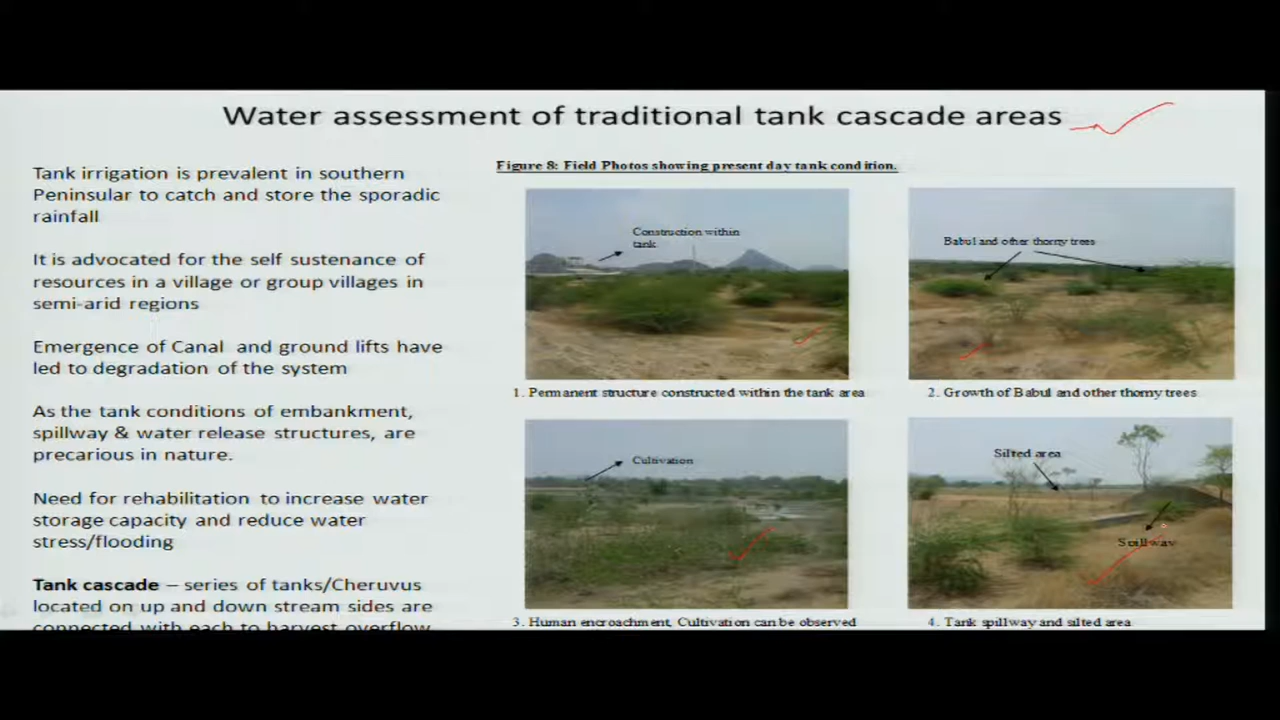 Water assessment of traditional tank cascade areas
Tank irrigation is prevalent in southern
Peninsular to catch and store the sporadic
rainfall
It is advocated for the self sustenance of
resources in a village or group villages in
semi-arid regions
Emergence of Canal and ground lifts have
led to degradation of the system
As the tank conditions of embankment,
spillway & water release structures, are
precarious in nature.
Need for rehabilitation to increase water
storage capacity and reduce water
stress/flooding
Tank cascade – series of tanks/Cheruvus
located on up and down stream sides are
connected with each to harvest overflow
Figure 8: Field Photos showing present day tank condition.
Construction within
tank
Babul and other thorny trees
1. Permanent structure constructed within the tank area
2. Growth of Babul and other thorny trees
Cultivation
Silted area
Spillway
3. Human encroachment, Cultivation can be observed
4. Tank spillway and silted area